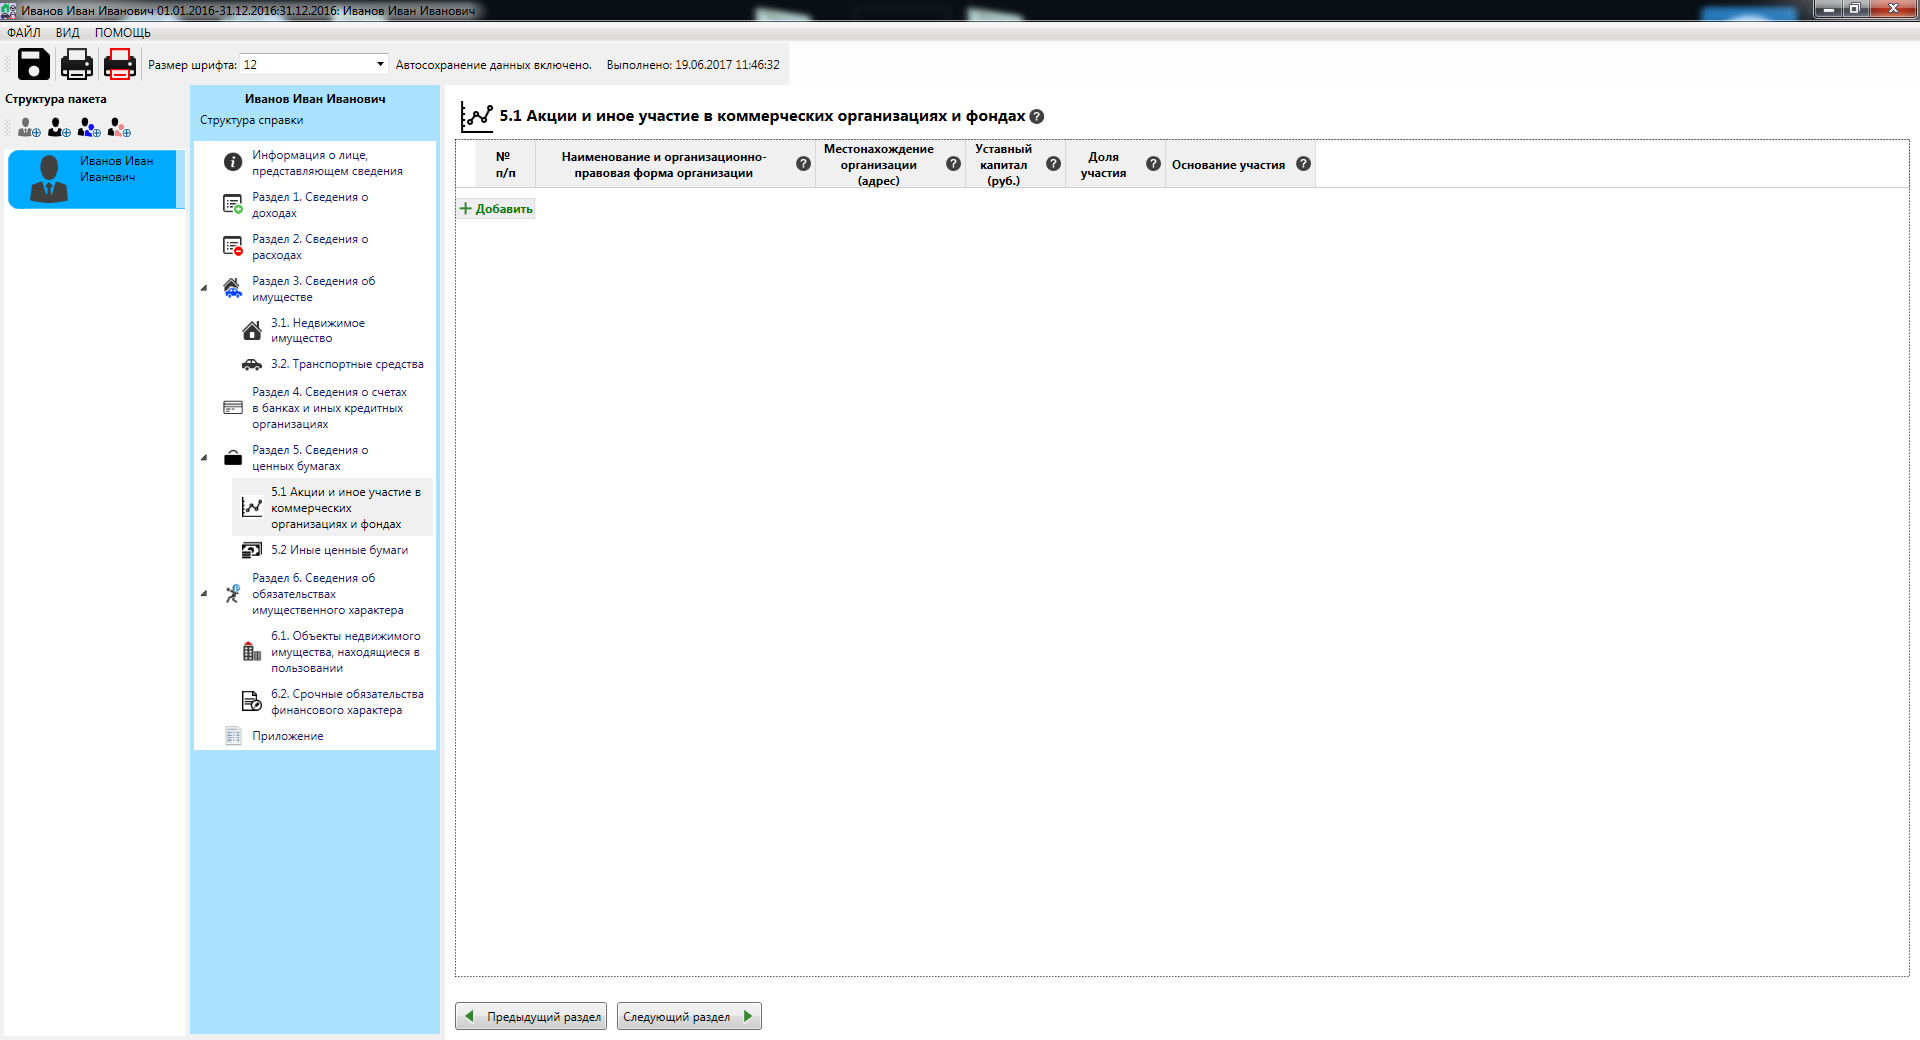 Иванов Иван Иванович 01.01.2016-31.12.2016:31.12.2016: Иванов Иван Иванович
ФАЙЛ ВИД ПОМОЩЬ
Размер шрифта: 12 Автосохранение данных включено. Выполнено: 19.06.2017 11:46:32
Структура пакета
Иванов Иван
Иванович
Иванов Иван Иванович
Структура справки
Информация о лице,
представляющем сведения
Раздел 1. Сведения о
доходах
Раздел 2. Сведения о
расходах
Раздел 3. Сведения об
имуществе
3.1. Недвижимое
имущество
3.2. Транспортные средства
Раздел 4. Сведения о счетах
в банках и иных кредитных
организациях
Раздел 5. Сведения о
ценных бумагах
5.1 Акции и иное участие в
коммерческих
организациях и фондах
5.2 Иные ценные бумаги
Раздел 6. Сведения об
обязательствах
имущественного характера
6.1. Объекты недвижимого
имущества, находящиеся в
пользовании
6.2. Срочные обязательства
финансового характера
Приложение
5.1 Акции и иное участие в коммерческих организациях и фондах ?
№
п/п
Наименование и организационно-
правовая форма организации
?
Местонахождение
организации
(адрес)
?
Уставный
капитал
(руб.)
?
Доля
участия
?
Основание участия ?
+ Добавить
Предыдущий раздел
Следующий раздел